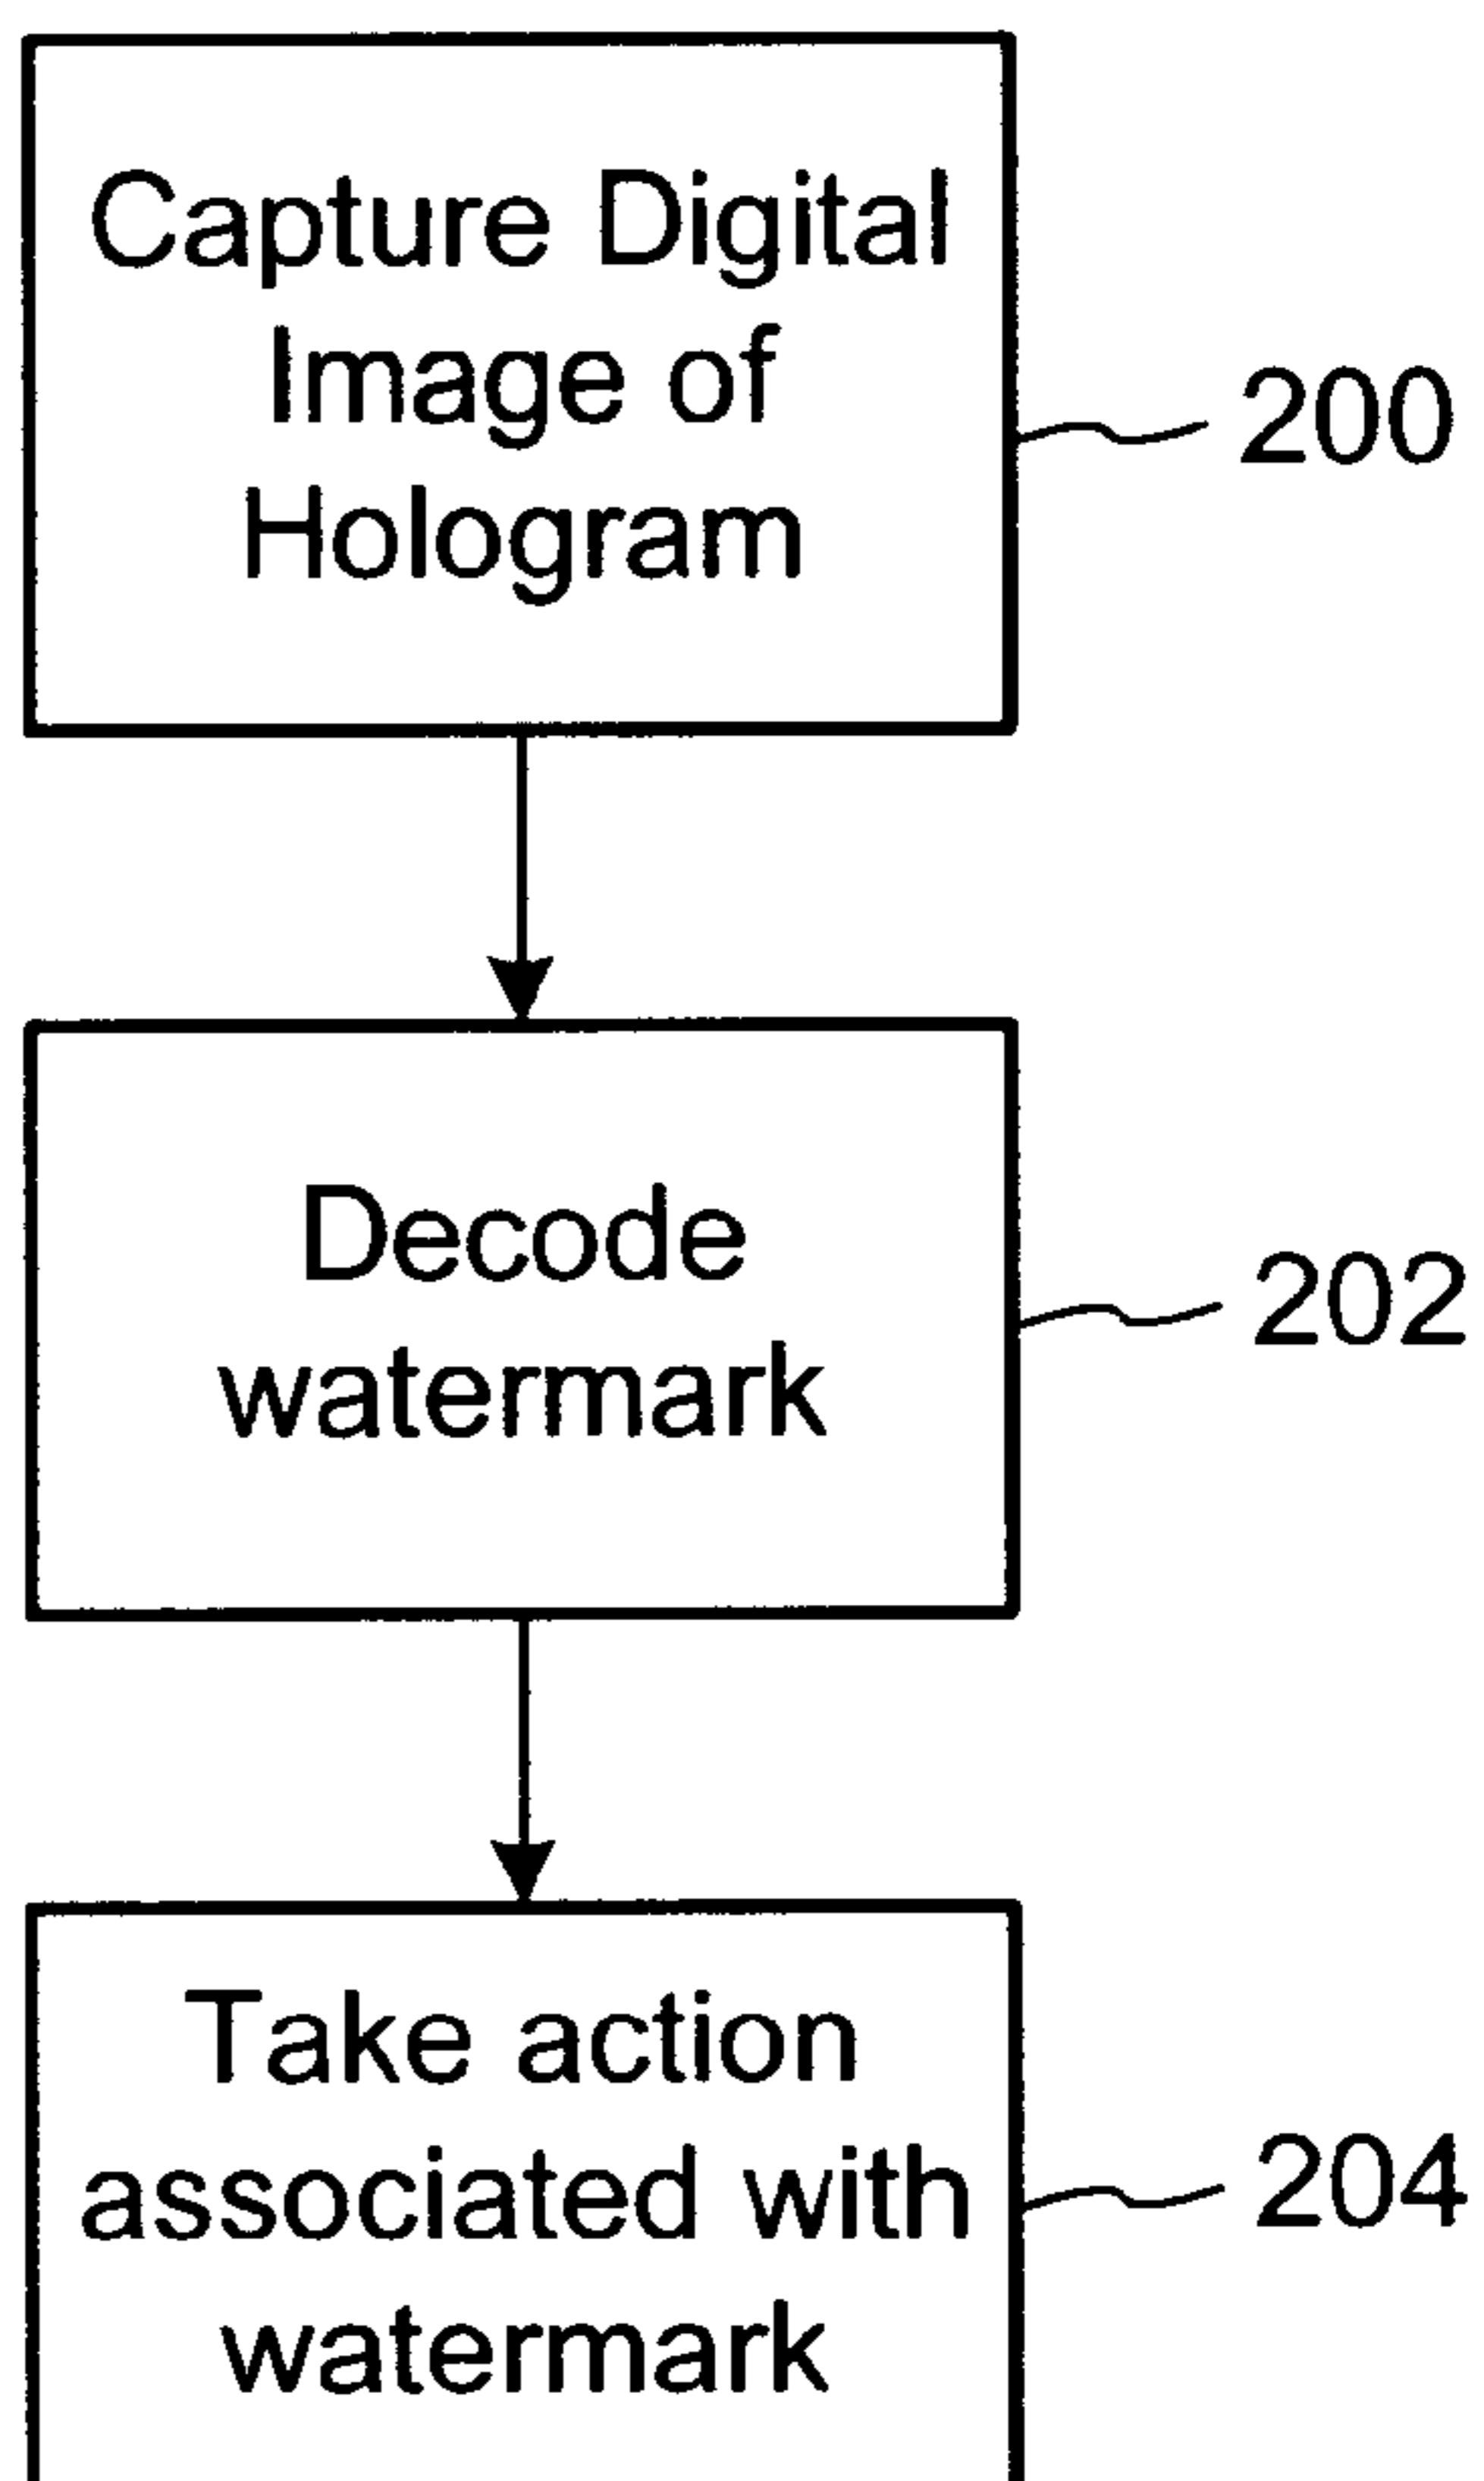 Capture Digital
Image of
Hologram
200
Decode
watermark
202
Take action
associated with
watermark
204